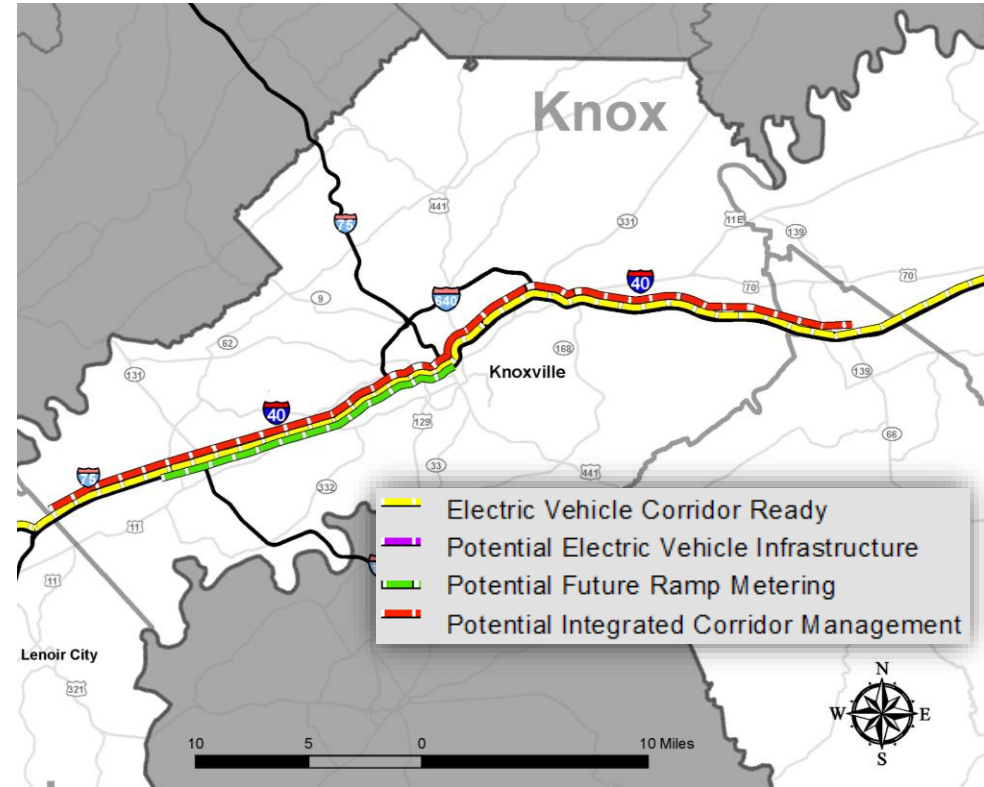 Knox
441
75
331
11E
139
640
40
70
70
9
62
168
Knoxville
131
139
40
129
66
33
75
441
332
11
11
Electric Vehicle Corridor Ready
Potential Electric Vehicle Infrastructure
Potential Future Ramp Metering
Potential Integrated Corridor Management
Lenoir City
321
N
W
E
S
10
5
0
10 Miles